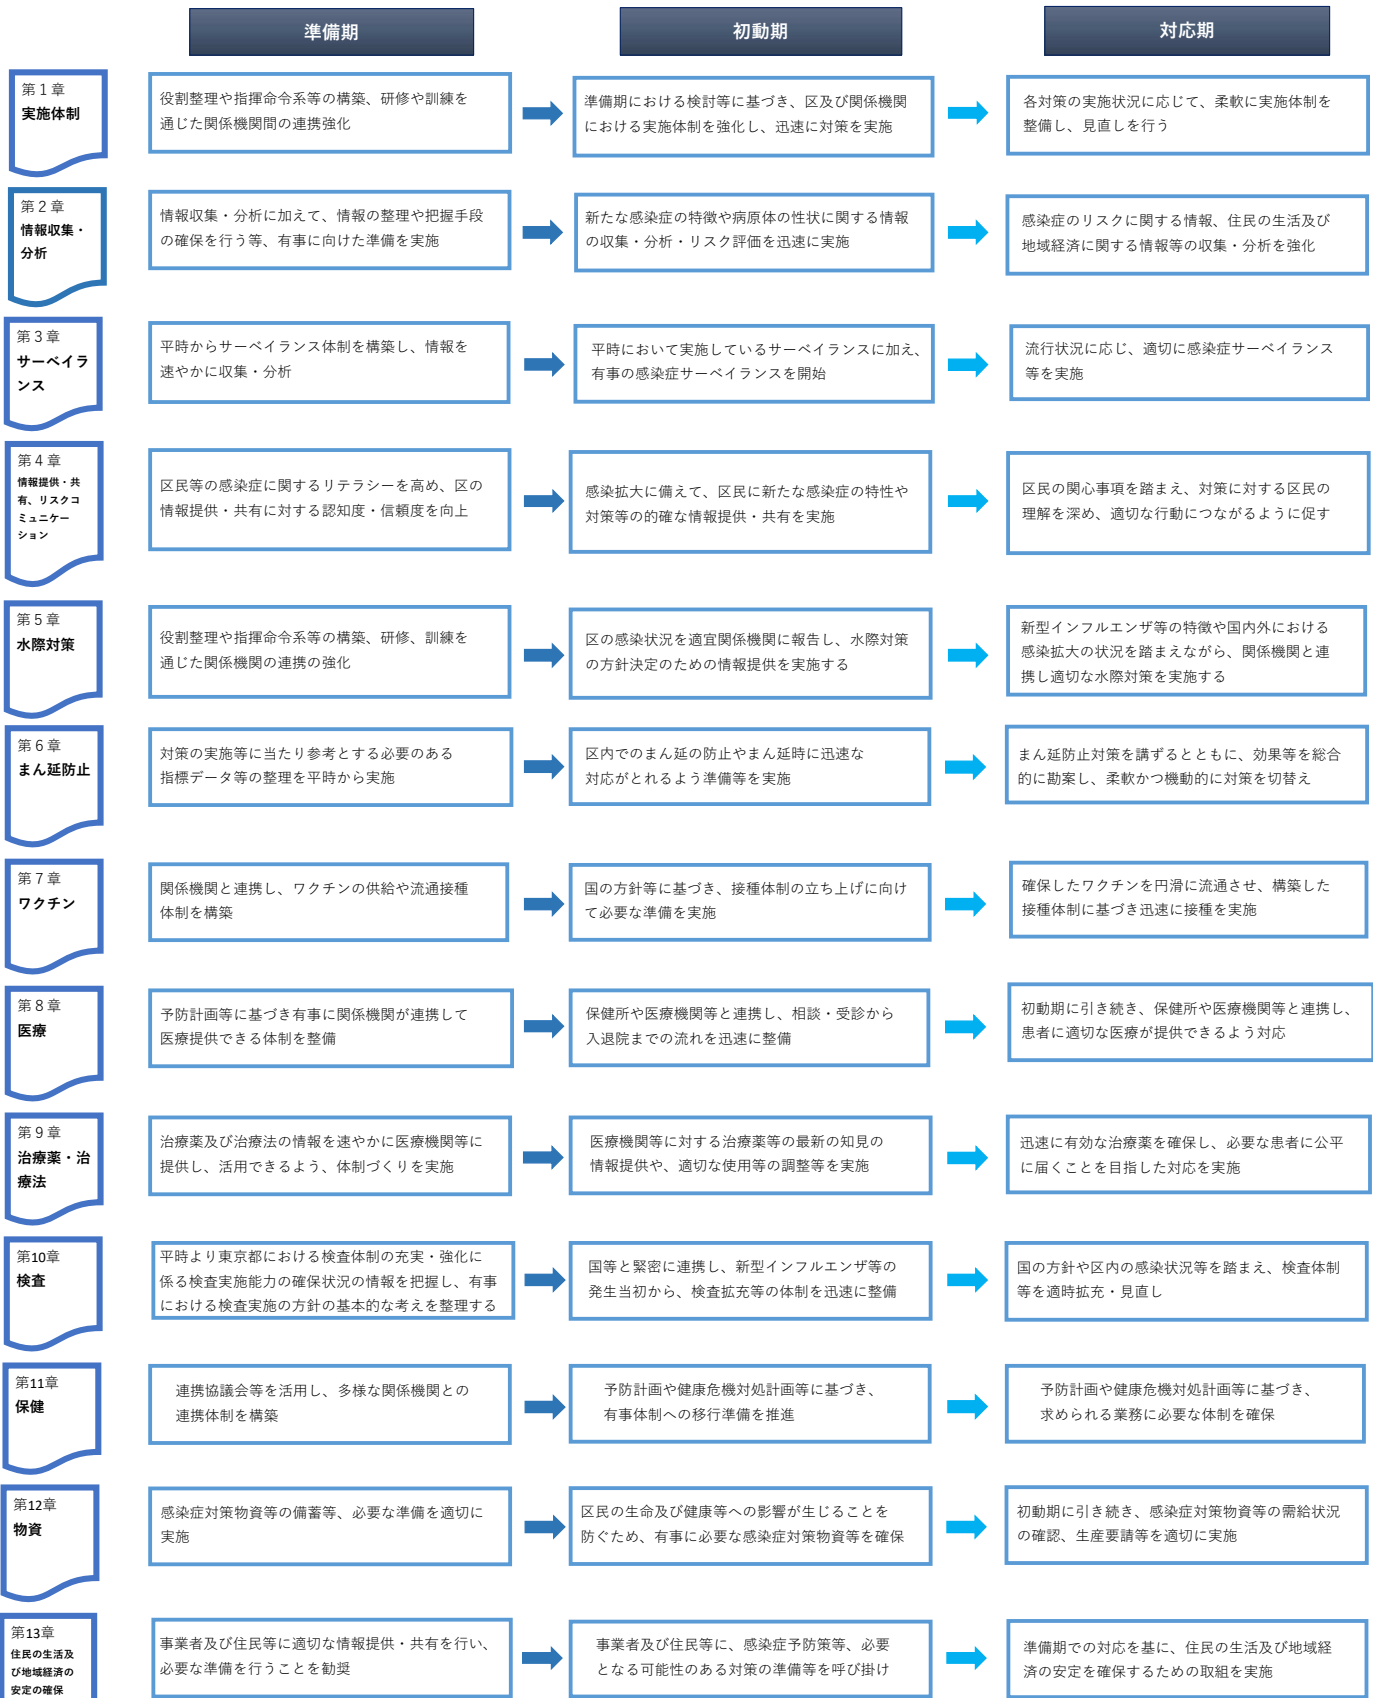 準備期
初動期
対応期
第１章
実施体制
役割整理や指揮命令系等の構築、研修や訓練を
通じた関係機関間の連携強化
準備期における検討等に基づき、区及び関係機関
における実施体制を強化し、迅速に対策を実施
各対策の実施状況に応じて、柔軟に実施体制を
整備し、見直しを行う
第２章
情報収集・
分析
情報収集・分析に加えて、情報の整理や把握手段
の確保を行う等、有事に向けた準備を実施
新たな感染症の特徴や病原体の性状に関する情報
の収集・分析・リスク評価を迅速に実施
感染症のリスクに関する情報、住民の生活及び
地域経済に関する情報等の収集・分析を強化
第３章
サーベイラ
ンス
平時からサーベイランス体制を構築し、情報を
速やかに収集・分析
平時において実施しているサーベイランスに加え、
有事の感染症サーベイランスを開始
流行状況に応じ、適切に感染症サーベイランス
等を実施
第４章
情報提供・共
有、リスクコ
ミュニケー
ション
区民等の感染症に関するリテラシーを高め、区の
情報提供・共有に対する認知度・信頼度を向上
感染拡大に備えて、区民に新たな感染症の特性や
対策等の的確な情報提供・共有を実施
区民の関心事項を踏まえ、対策に対する区民の
理解を深め、適切な行動につながるように促す
第５章
水際対策
役割整理や指揮命令系等の構築、研修、訓練を
通じた関係機関の連携の強化
区の感染状況を適宜関係機関に報告し、水際対策
の方針決定のための情報提供を実施する
新型インフルエンザ等の特徴や国内外における
感染拡大の状況を踏まえながら、関係機関と連
携し適切な水際対策を実施する
第６章
まん延防止
対策の実施等に当たり参考とする必要のある
指標データ等の整理を平時から実施
区内でのまん延の防止やまん延時に迅速な
対応がとれるよう準備等を実施
まん延防止対策を講ずるとともに、効果等を総合
的に勘案し、柔軟かつ機動的に対策を切替え
第７章
ワクチン
関係機関と連携し、ワクチンの供給や流通接種
体制を構築
国の方針等に基づき、接種体制の立ち上げに向け
て必要な準備を実施
確保したワクチンを円滑に流通させ、構築した
接種体制に基づき迅速に接種を実施
第８章
医療
予防計画等に基づき有事に関係機関が連携して
医療提供できる体制を整備
保健所や医療機関等と連携し、相談・受診から
入退院までの流れを迅速に整備
初動期に引き続き、保健所や医療機関等と連携し、
患者に適切な医療が提供できるよう対応
第９章
治療薬・治
療法
治療薬及び治療法の情報を速やかに医療機関等に
提供し、活用できるよう、体制づくりを実施
医療機関等に対する治療薬等の最新の知見の
情報提供や、適切な使用等の調整等を実施
迅速に有効な治療薬を確保し、必要な患者に公平
に届くことを目指した対応を実施
第10章
検査
平時より東京都における検査体制の充実・強化に
係る検査実施能力の確保状況の情報を把握し、有事
における検査実施の方針の基本的な考えを整理する
国等と緊密に連携し、新型インフルエンザ等の
発生当初から、検査拡充等の体制を迅速に整備
国の方針や区内の感染状況等を踏まえ、検査体制
等を適時拡充・見直し
第11章
保健
連携協議会等を活用し、多様な関係機関との
連携体制を構築
予防計画や健康危機対処計画等に基づき、
有事体制への移行準備を推進
予防計画や健康危機対処計画等に基づき、
求められる業務に必要な体制を確保
第12章
物資
感染症対策物資等の備蓄等、必要な準備を適切に
実施
区民の生命及び健康等への影響が生じることを
防ぐため、有事に必要な感染症対策物資等を確保
初動期に引き続き、感染症対策物資等の需給状況
の確認、生産要請等を適切に実施
第13章
住民の生活及
び地域経済の
安定の確保
事業者及び住民等に適切な情報提供・共有を行い、
必要な準備を行うことを勧奨
事業者及び住民等に、感染症予防策等、必要
となる可能性のある対策の準備等を呼び掛け
準備期での対応を基に、住民の生活及び地域経
済の安定を確保するための取組を実施